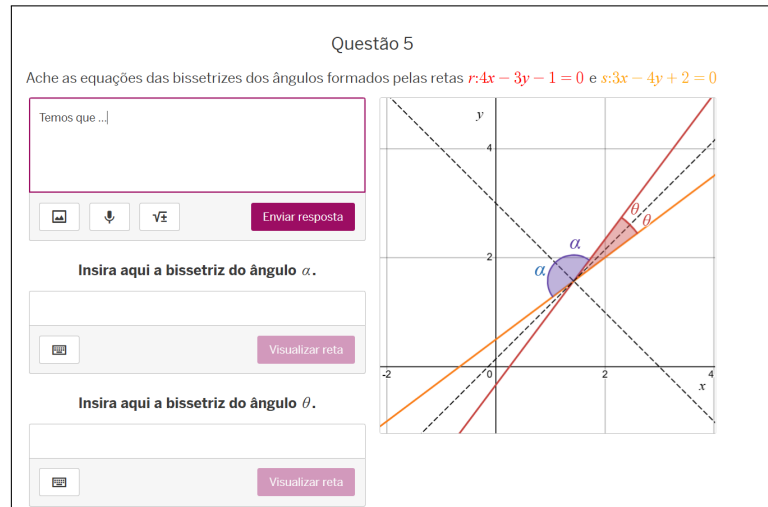 Questão 5
Ache as equações das bissetrizes dos ângulos formados pelas retas r:4x − 3y − 1 = 0 e s:3x − 4y + 2 = 0
Temos que ...
√±
Enviar resposta
Insira aqui a bissetriz do ângulo α.
Visualizar reta
Insira aqui a bissetriz do ângulo θ.
Visualizar reta
y
4
θ
θ
α
α
2
-2
0
2
4
x